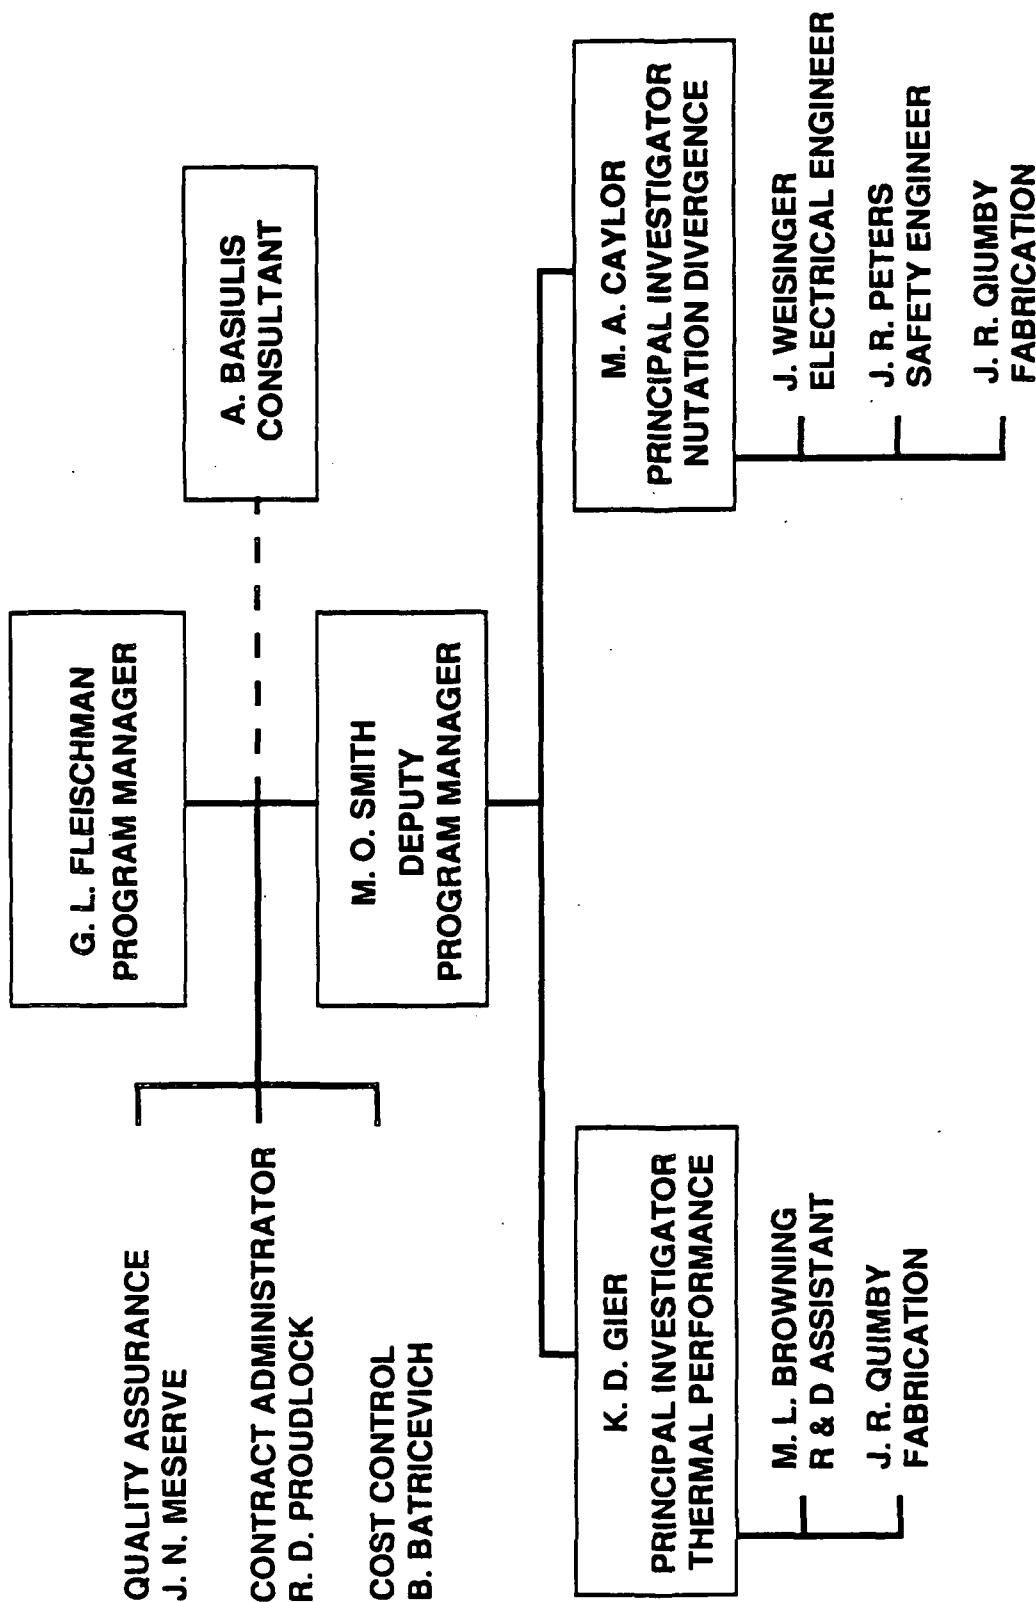 G. L. FLEISCHMAN
PROGRAM MANAGER
A. BASIULIS
CONSULTANT
QUALITY ASSURANCE
J. N. MESERVE
CONTRACT ADMINISTRATOR
R. D. PROUDLOCK
COST CONTROL
B. BATRICEVICH
M. O. SMITH
DEPUTY
PROGRAM MANAGER
K. D. GIER
PRINCIPAL INVESTIGATOR
THERMAL PERFORMANCE
M. L. BROWNING
R & D ASSISTANT
J. R. QUIMBY
FABRICATION
M. A. CAYLOR
PRINCIPAL INVESTIGATOR
NUTATION DIVERGENCE
J. WEISINGER
ELECTRICAL ENGINEER
J. R. PETERS
SAFETY ENGINEER
J. R. QIUMBY
FABRICATION